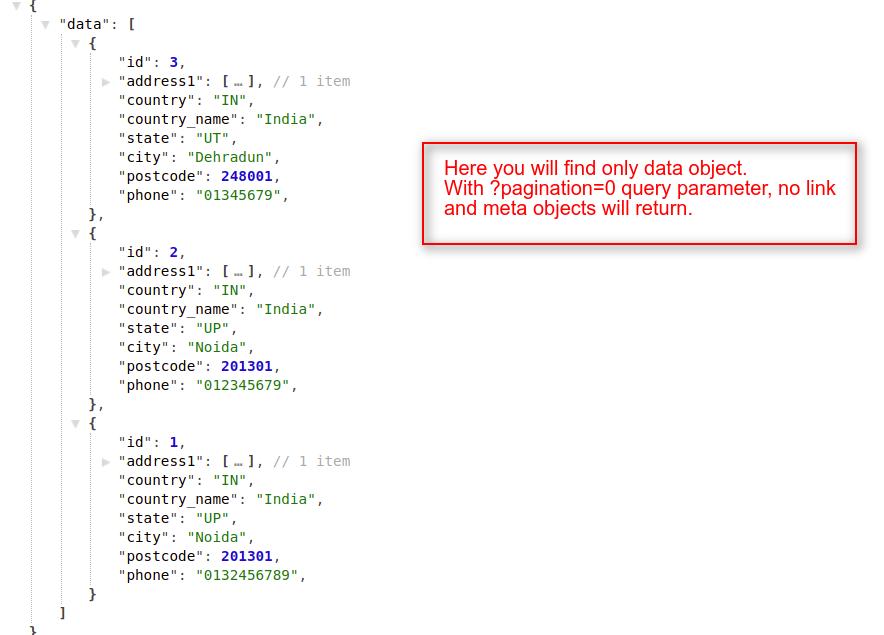 {
"data": [
{
"id": 3,
"address1": [ … ], // 1 item
"country": "IN",
"country_name": "India",
"state": "UT",
"city": "Dehradun",
"postcode": 248001,
"phone": "01345679",
},
{
"id": 2,
"address1": [ … ], // 1 item
"country": "IN",
"country_name": "India",
"state": "UP",
"city": "Noida",
"postcode": 201301,
"phone": "012345679",
},
{
"id": 1,
"address1": [ … ], // 1 item
"country": "IN",
"country_name": "India",
"state": "UP",
"city": "Noida",
"postcode": 201301,
"phone": "0132456789",
}
]
}
Here you will find only data object.
With ?pagination=0 query parameter, no link
and meta objects will return.